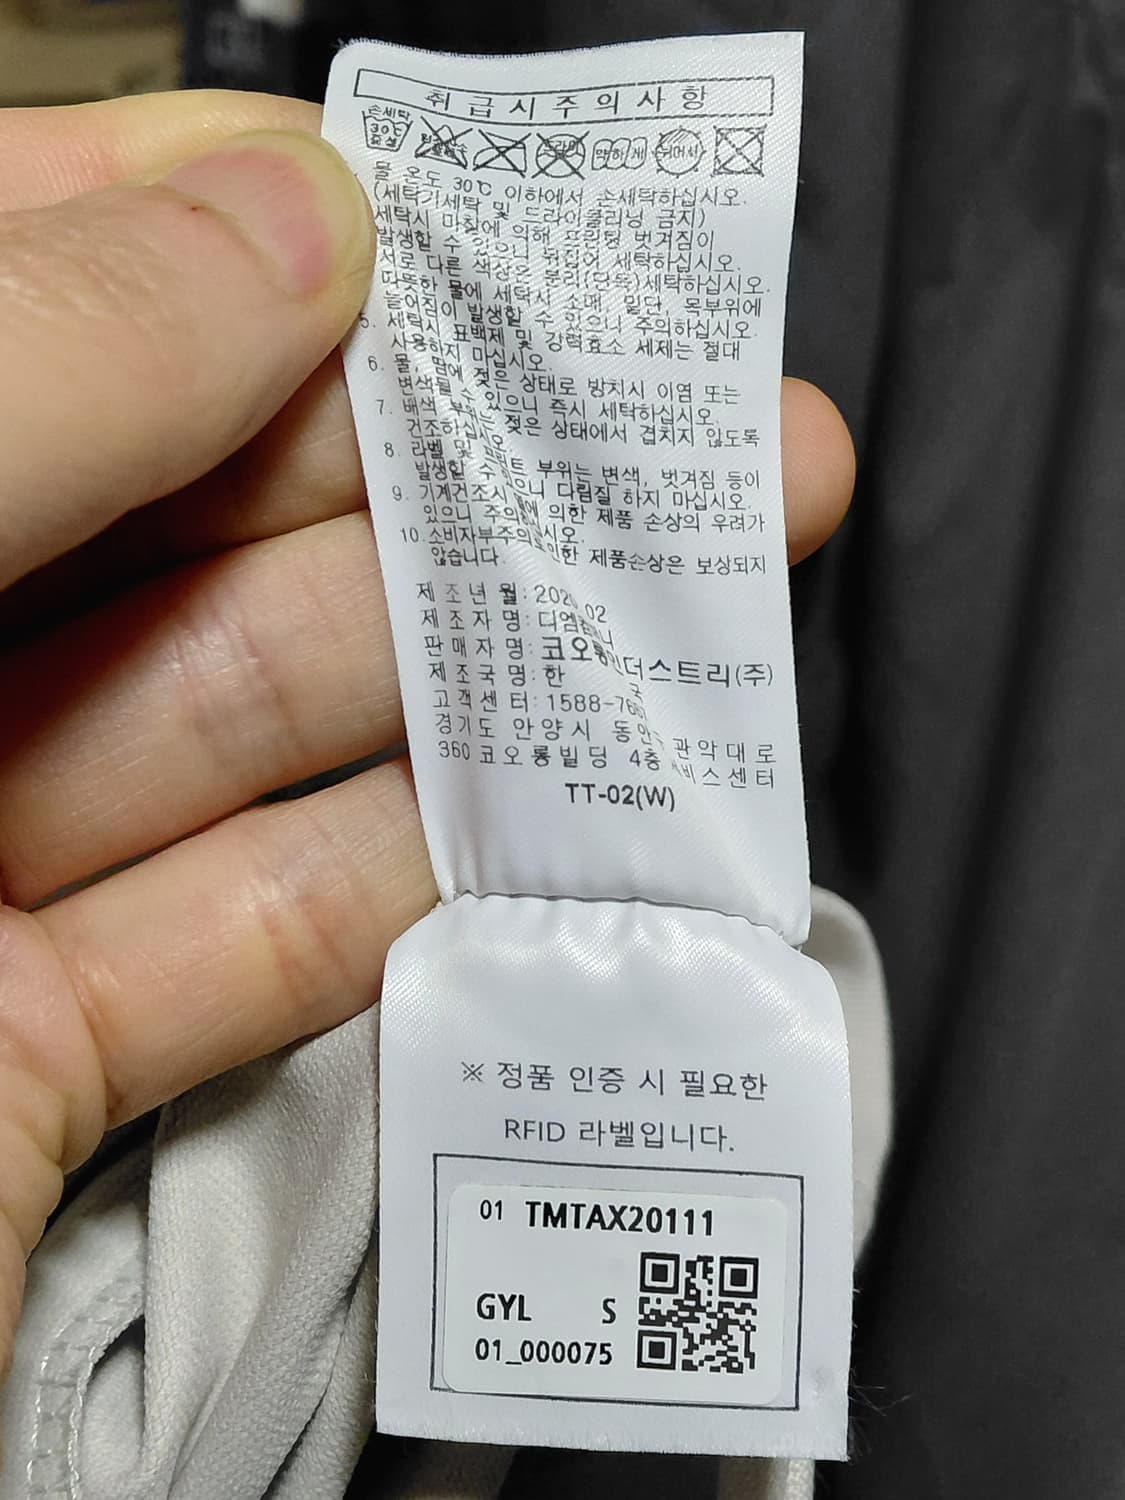 취급시주의사항
손세탁
30℃
중성
약하게
뉘어서
물 온도 30℃ 이하에서 손세탁하십시오.
(세탁기세탁 및 드라이클리닝 금지)
세탁시 마찰에 의해 프린팅 벗겨짐이
발생할 수 있으니 뒤집어 세탁하십시오.
서로 다른 색상은 분리(단독)세탁하십시오.
따뜻한 물에 세탁시 소매, 밑단, 목부위에
늘어짐이 발생할 수 있으니 주의하십시오.
5. 세탁시 표백제 및 강력효소 세제는 절대
사용하지 마십시오.
6. 물, 땀에 젖은 상태로 방치시 이염 또는
변색될 수 있으니 즉시 세탁하십시오.
7. 배색 젖은 상태에서 겹치지 않도록
건조하십시오.
8. 라벨 및 부위는 변색, 벗겨짐 등이
발생할 수 있으니 다림질 하지 마십시오.
9. 기계건조시 의한 제품 손상의 우려가
있으니 주의하십시오.
10. 소비자부주의로 인한 제품손상은 보상되지
않습니다.
제조년월: 02
제조자명: 디엠
판매자명: 코오롱인더스트리(주)
제조국명: 한국
고객센터: 1588-7
경기도 안양시 동안구 관악대로
360 코오롱빌딩 4층 서비스센터
TT-02(W)
※ 정품 인증 시 필요한
RFID 라벨입니다.
01 TMTAX20111
GYL S
01_000075